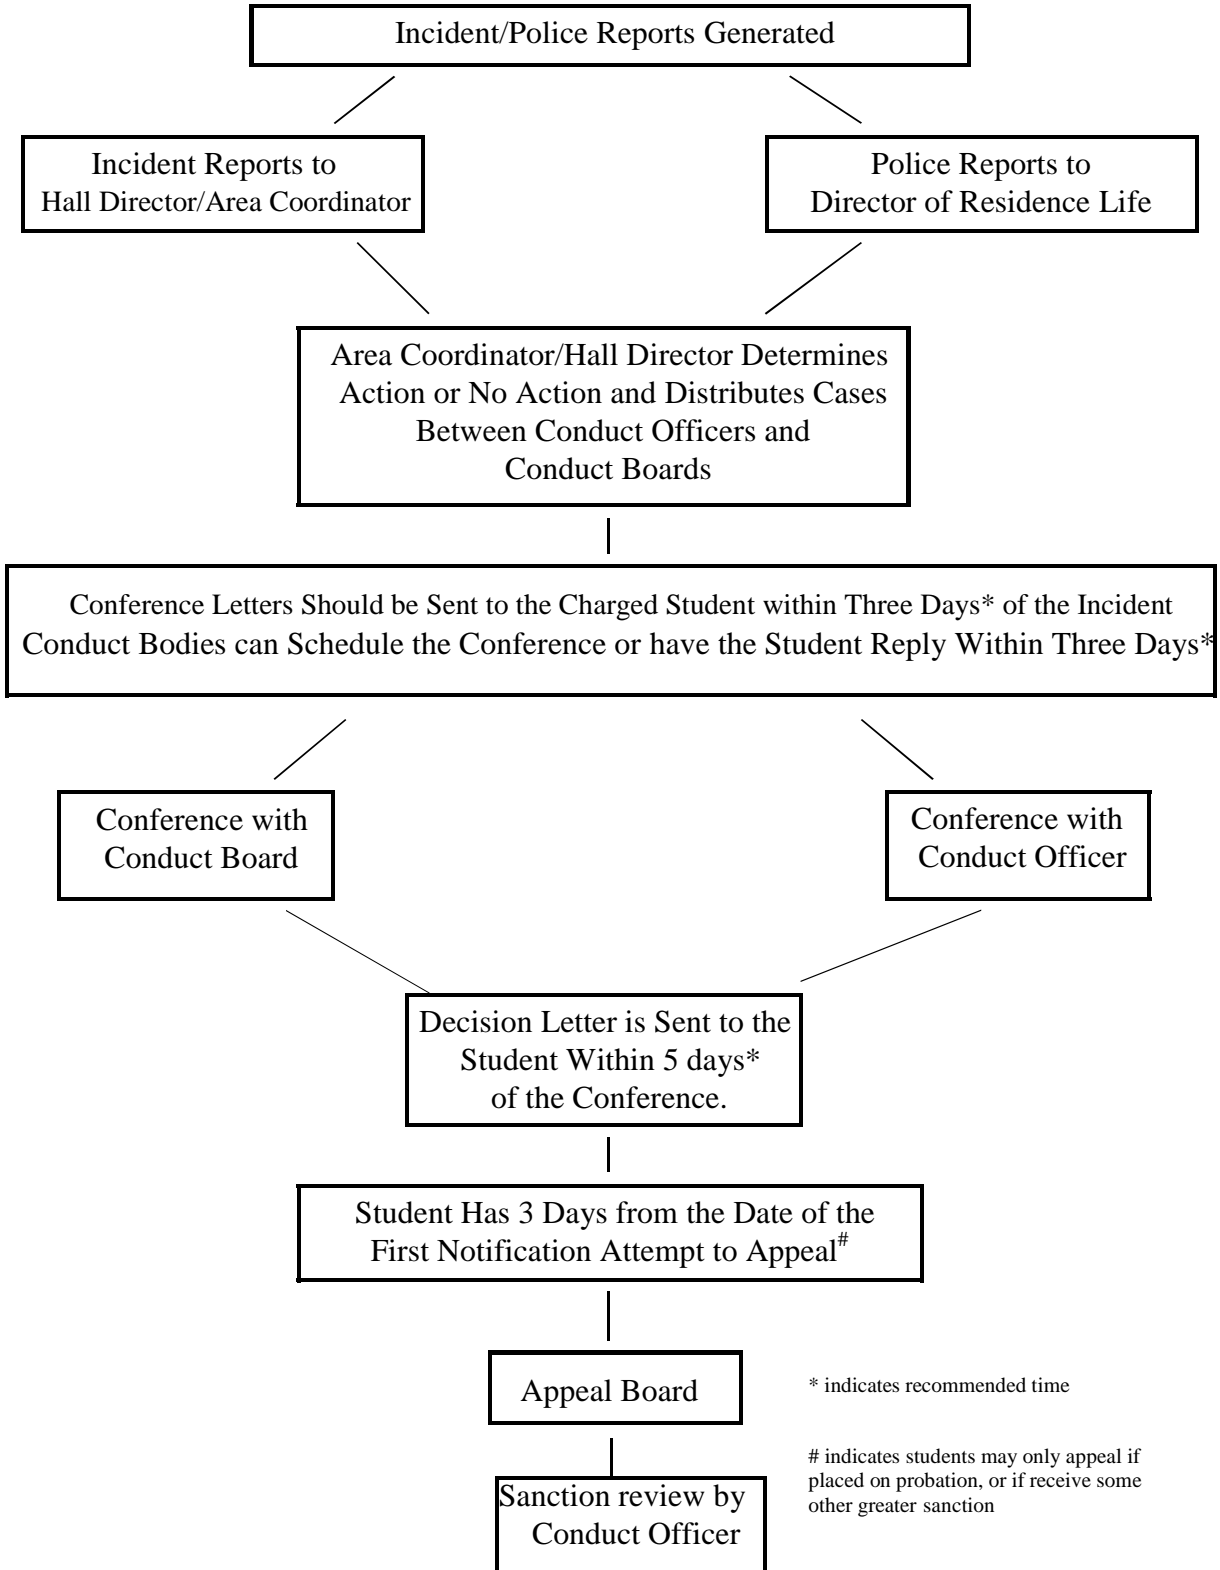 Incident/Police Reports Generated
Incident Reports to
Hall Director/Area Coordinator
Police Reports to
Director of Residence Life
Area Coordinator/Hall Director Determines
Action or No Action and Distributes Cases
Between Conduct Officers and
Conduct Boards
Conference Letters Should be Sent to the Charged Student within Three Days* of the Incident
Conduct Bodies can Schedule the Conference or have the Student Reply Within Three Days*
Conference with
Conduct Board
Conference with
Conduct Officer
Decision Letter is Sent to the
Student Within 5 days*
of the Conference.
Student Has 3 Days from the Date of the
First Notification Attempt to Appeal#
Appeal Board
* indicates recommended time
# indicates students may only appeal if
placed on probation, or if receive some
other greater sanction
Sanction review by
Conduct Officer